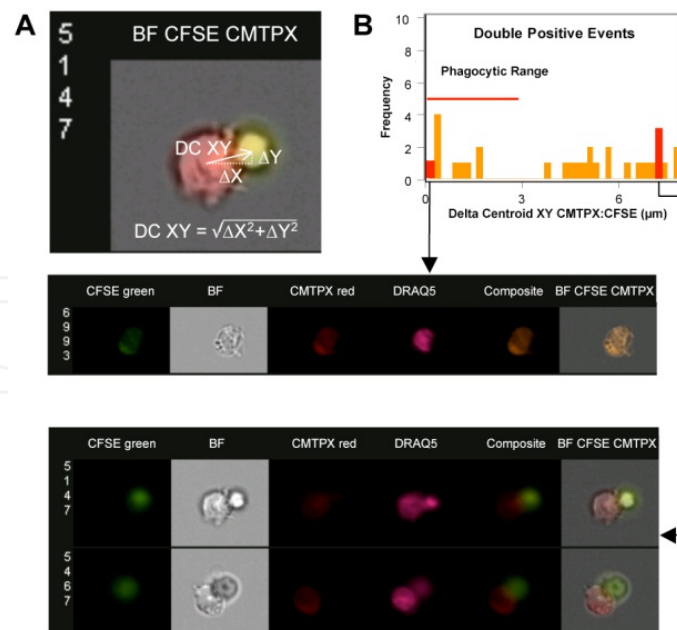 A
5
1
4
7
BF CFSE CMTPX
DC XY
ΔY
ΔX
DC XY = √ΔX²+ΔY²
B
10
8
6
4
2
0
Frequency
Double Positive Events
Phagocytic Range
0
3
6
Delta Centroid XY CMTPX:CFSE (µm)
CFSE green BF CMTPX red DRAQ5 Composite BF CFSE CMTPX
6
9
9
3
CFSE green BF CMTPX red DRAQ5 Composite BF CFSE CMTPX
5
1
4
7
5
4
6
7